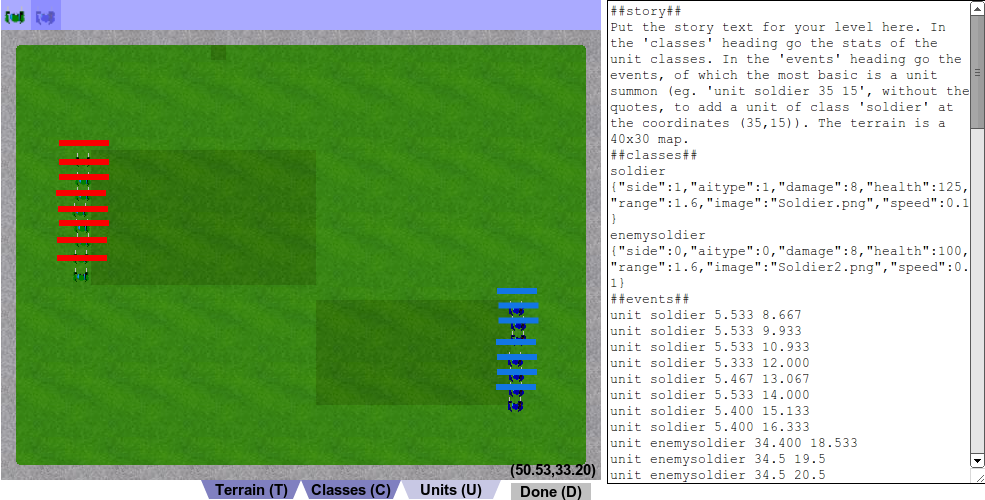 ##story##
Put the story text for your level here. In
the 'classes' heading go the stats of the
unit classes. In the 'events' heading go the
events, of which the most basic is a unit
summon (eg. 'unit soldier 35 15', without the
quotes, to add a unit of class 'soldier' at
the coordinates (35,15)). The terrain is a
40x30 map.
##classes##
soldier
{"side":1,"aitype":1,"damage":8,"health":125,
"range":1.6,"image":"Soldier.png","speed":0.1
}
enemysoldier
{"side":0,"aitype":0,"damage":8,"health":100,
"range":1.6,"image":"Soldier2.png","speed":0.
1}
##events##
unit soldier 5.533 8.667
unit soldier 5.533 9.933
unit soldier 5.533 10.933
unit soldier 5.333 12.000
unit soldier 5.467 13.067
unit soldier 5.533 14.000
unit soldier 5.400 15.133
unit soldier 5.400 16.333
unit enemysoldier 34.400 18.533
unit enemysoldier 34.5 19.5
unit enemysoldier 34.5 20.5
(50.53,33.20)
Terrain (T) Classes (C) Units (U) Done (D)